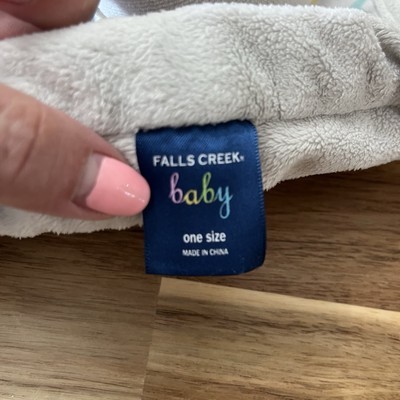 FALLS CREEK
baby
one size
MADE IN CHINA